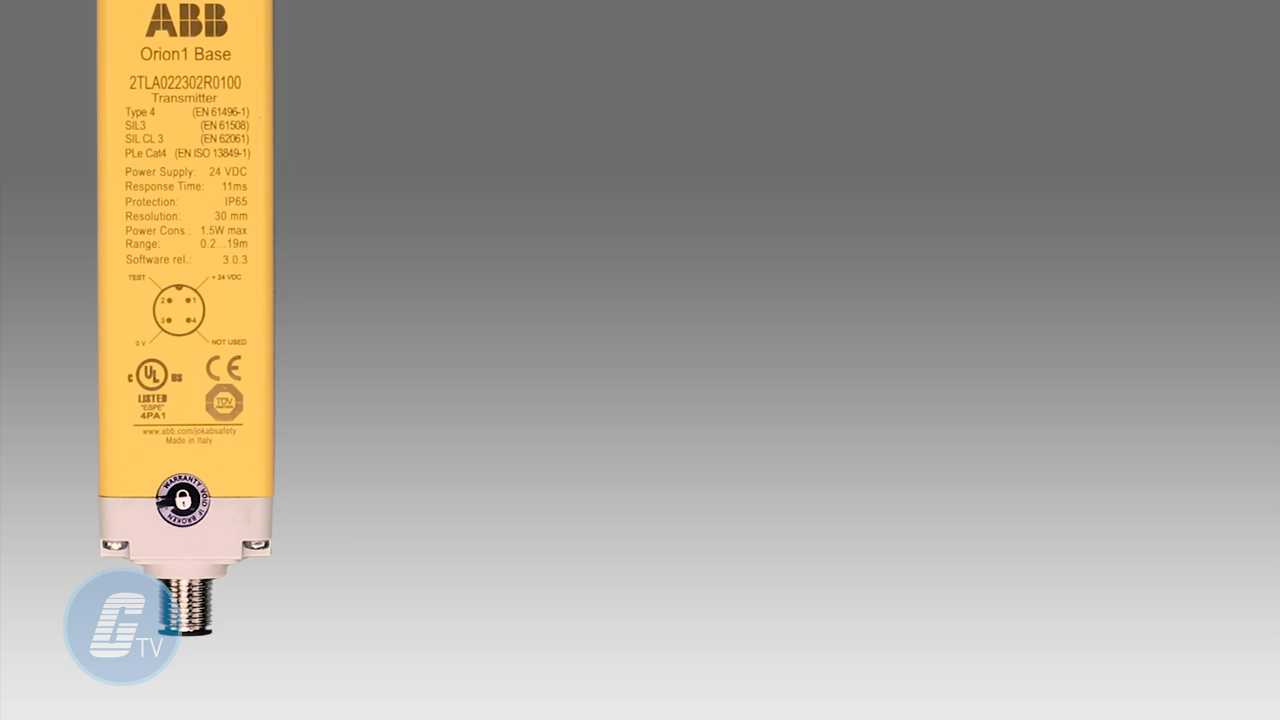 ABB
Orion1 Base
2TLA022302R0100
Transmitter
Type 4 (EN 61496-1)
SIL3 (EN 61508)
SIL CL 3 (EN 62061)
PLe Cat4 (EN ISO 13849-1)
Power Supply: 24 VDC
Response Time: 11ms
Protection: IP65
Resolution: 30 mm
Power Cons.: 1.5W max
Range: 0.2...19m
Software rel.: 3.0.3
TEST + 24 VDC
2 1
3 4
0 V NOT USED
C UL US
CE
LISTED
"ESPE"
4PA1
TÜV
www.abb.com/jokabsafety
Made in Italy
WARRANTY VOID IF BROKEN
G TV